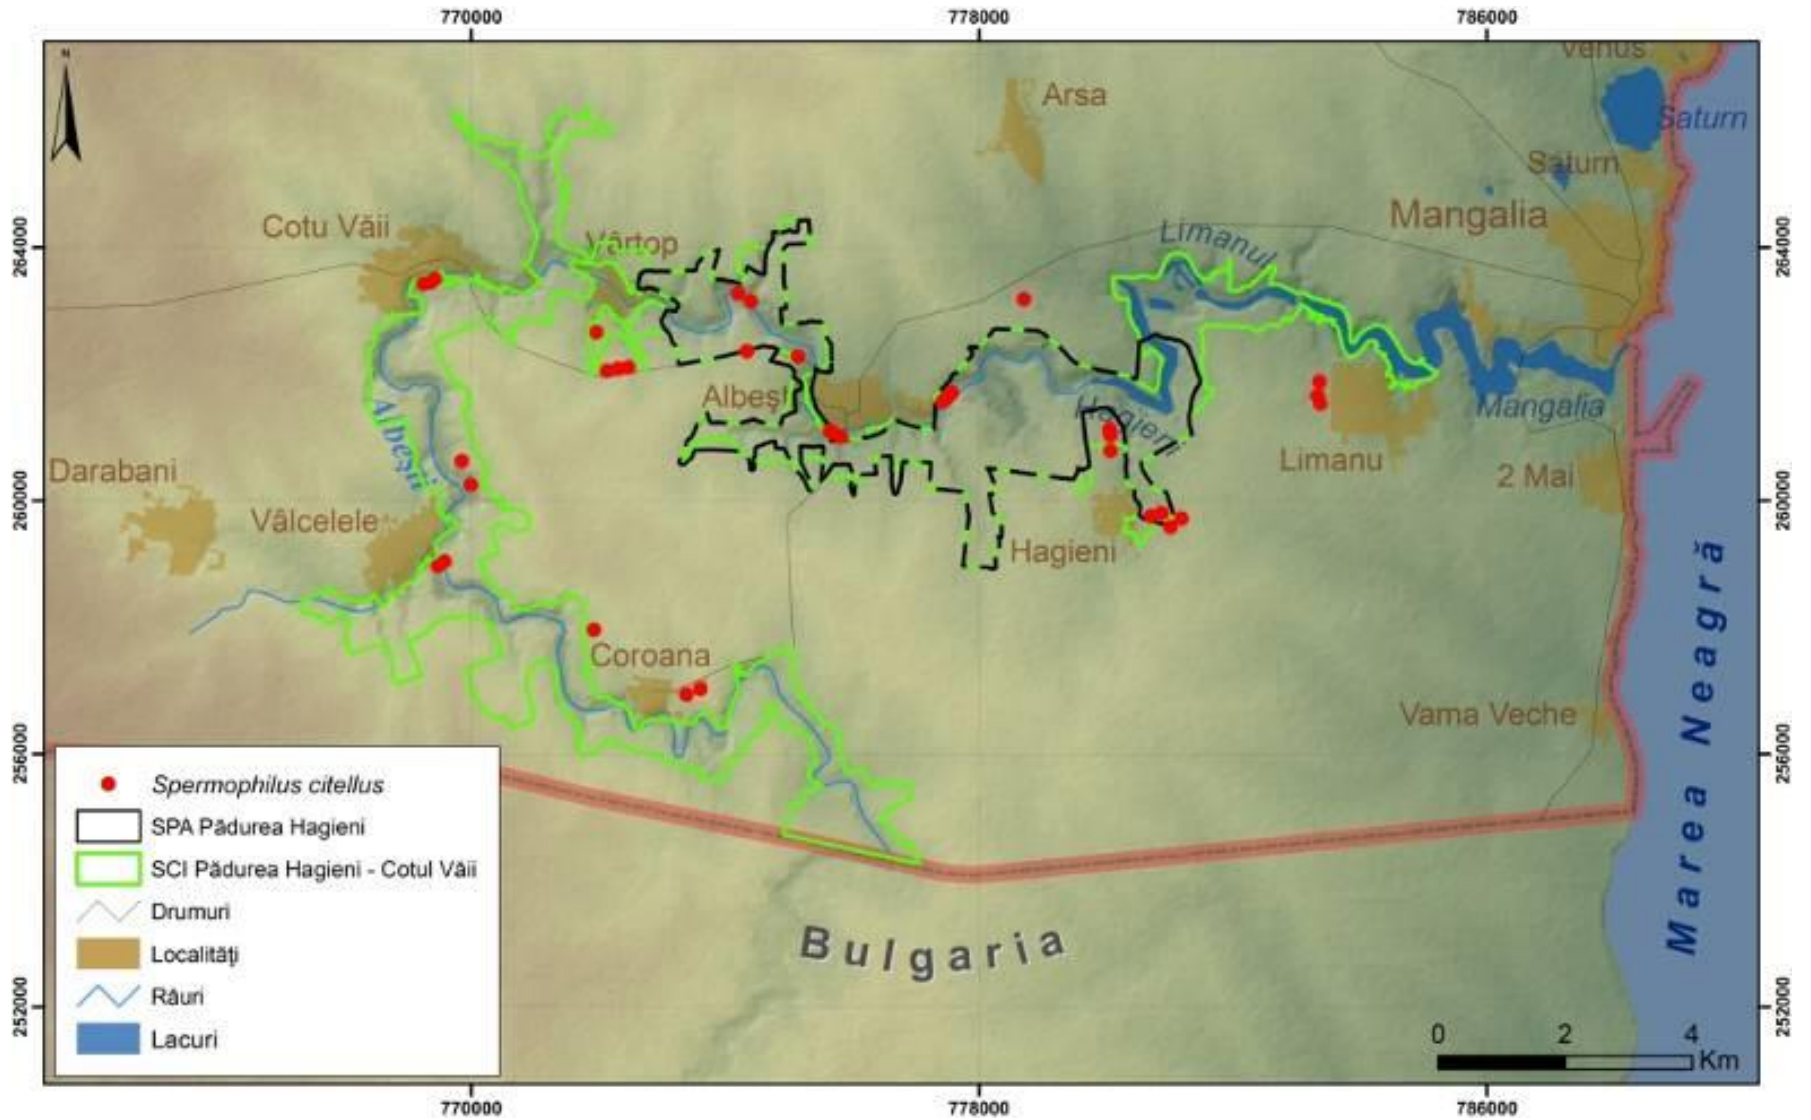 770000
778000
786000
Venus
N
Arsa
Saturn
Saturn
264000
Cotu Văii
Vârtop
Limanul
Mangalia
264000
Albești
Albești
Hagieni
Mangalia
Darabani
Limanu
2 Mai
260000
Vâlcelele
Hagieni
260000
Coroana
Vama Veche
Marea Neagră
256000
256000
Spermophilus citellus
SPA Pădurea Hagieni
SCI Pădurea Hagieni - Cotul Văii
Drumuri
Localităţi
Râuri
Lacuri
Bulgaria
252000
252000
0 2 4
Km
770000
778000
786000